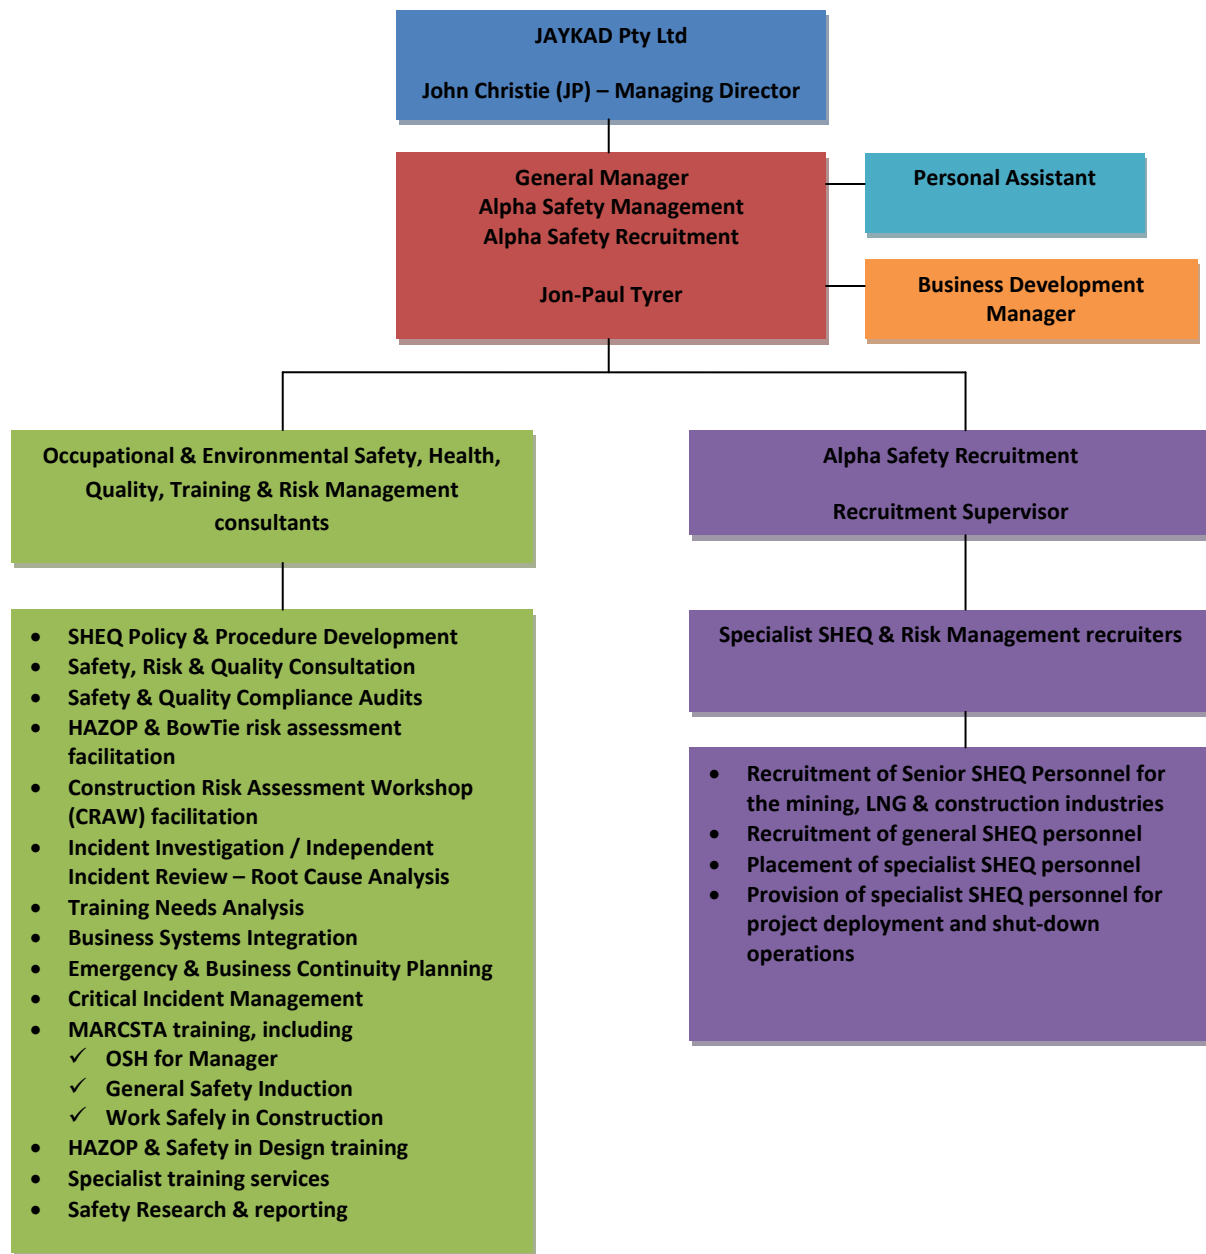 JAYKAD Pty Ltd
John Christie (JP) – Managing Director
General Manager
Alpha Safety Management
Alpha Safety Recruitment
Jon-Paul Tyrer
Personal Assistant
Business Development
Manager
Occupational & Environmental Safety, Health,
Quality, Training & Risk Management
consultants
• SHEQ Policy & Procedure Development
• Safety, Risk & Quality Consultation
• Safety & Quality Compliance Audits
• HAZOP & BowTie risk assessment
facilitation
• Construction Risk Assessment Workshop
(CRAW) facilitation
• Incident Investigation / Independent
Incident Review – Root Cause Analysis
• Training Needs Analysis
• Business Systems Integration
• Emergency & Business Continuity Planning
• Critical Incident Management
• MARCSTA training, including
✓ OSH for Manager
✓ General Safety Induction
✓ Work Safely in Construction
• HAZOP & Safety in Design training
• Specialist training services
• Safety Research & reporting
Alpha Safety Recruitment
Recruitment Supervisor
Specialist SHEQ & Risk Management recruiters
• Recruitment of Senior SHEQ Personnel for
the mining, LNG & construction industries
• Recruitment of general SHEQ personnel
• Placement of specialist SHEQ personnel
• Provision of specialist SHEQ personnel for
project deployment and shut-down
operations